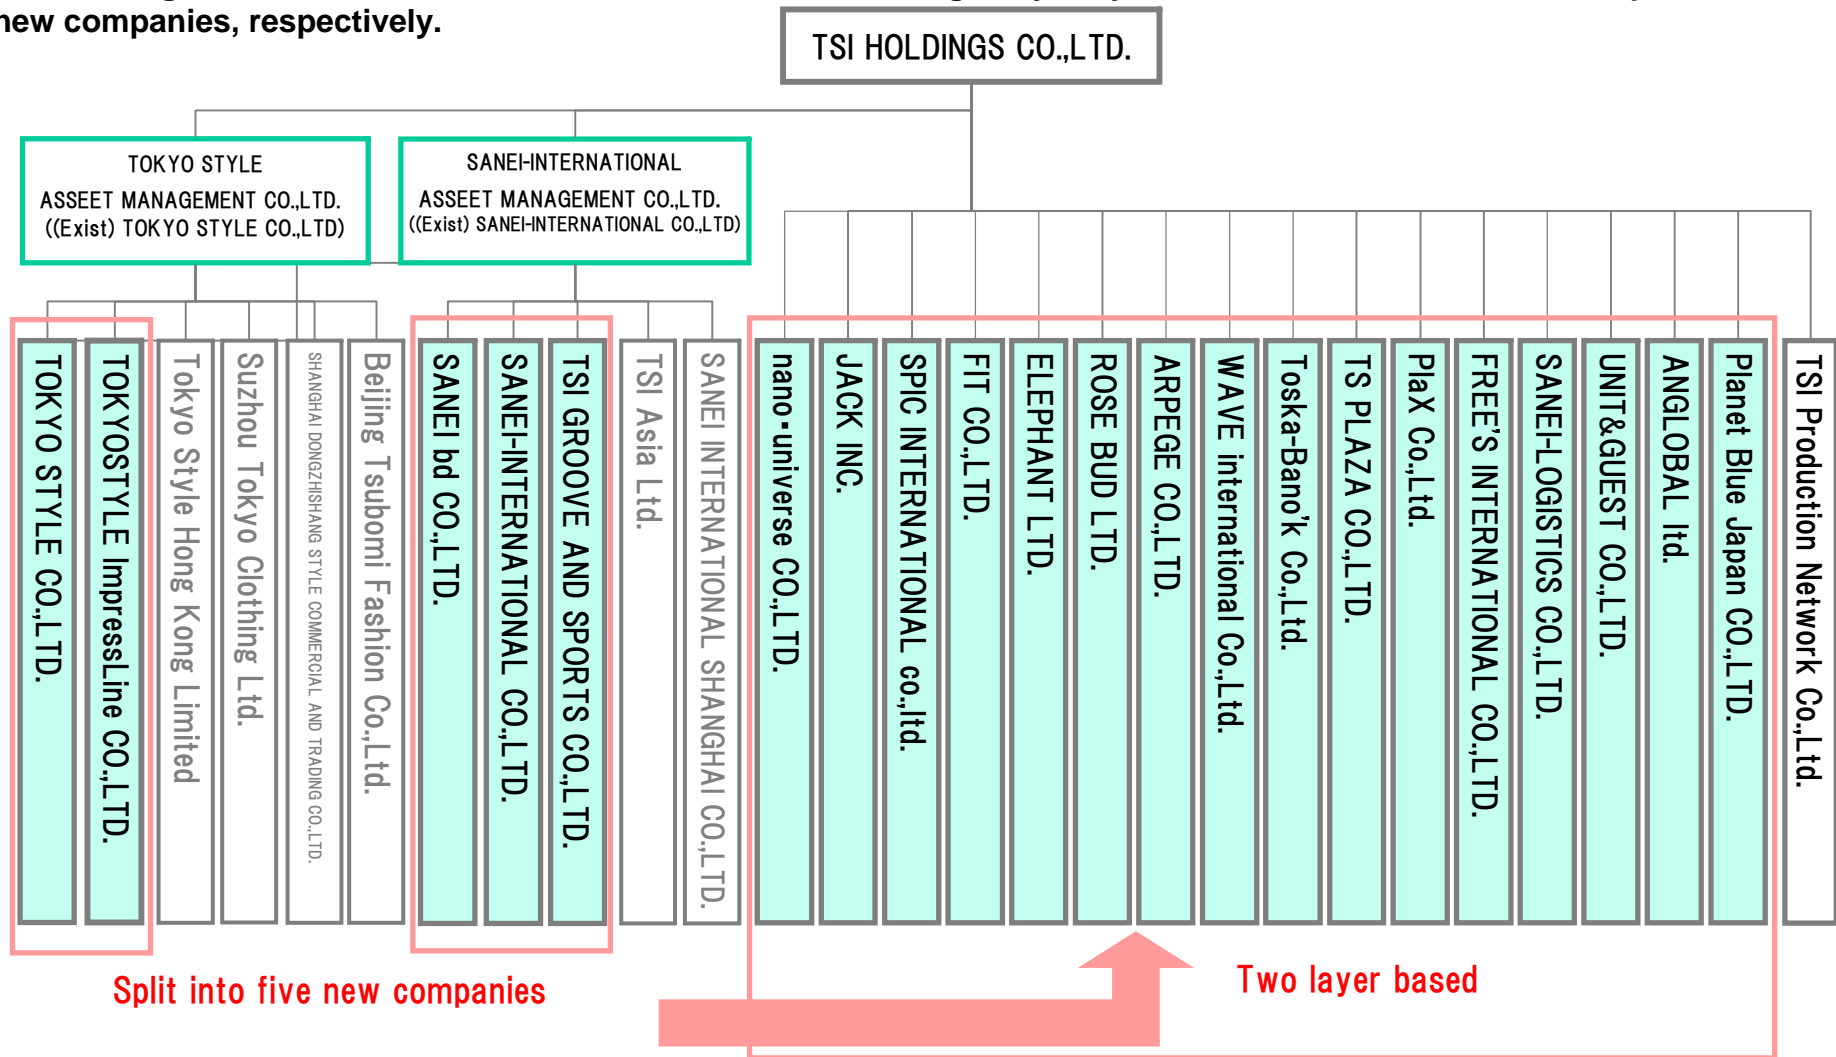 new companies, respectively.
TSI HOLDINGS CO.,LTD.
TOKYO STYLE
ASSEET MANAGEMENT CO.,LTD.
((Exist) TOKYO STYLE CO.,LTD)
SANEI-INTERNATIONAL
ASSEET MANAGEMENT CO.,LTD.
((Exist) SANEI-INTERNATIONAL CO.,LTD)
TOKYO STYLE CO.,LTD.
TOKYOSTYLE ImpressLine CO.,LTD.
Tokyo Style Hong Kong Limited
Suzhou Tokyo Clothing Ltd.
SHANGHAI DONGZHISHANG STYLE COMMERCIAL AND TRADING CO.,LTD.
Beijing Tsubomi Fashion Co.,Ltd.
SANEI bd CO.,LTD.
SANEI-INTERNATIONAL CO.,LTD.
TSI GROOVE AND SPORTS CO.,LTD.
TSI Asia Ltd.
SANEI INTERNATIONAL SHANGHAI CO.,LTD.
nano・universe CO.,LTD.
JACK INC.
SPIC INTERNATIONAL co.,ltd.
FIT CO.,LTD.
ELEPHANT LTD.
ROSE BUD LTD.
ARPEGE CO.,LTD.
WAVE international Co.,Ltd.
Toska-Bano'k Co.,Ltd.
TS PLAZA CO.,LTD.
PlaX Co.,Ltd.
FREE'S INTERNATIONAL CO.,LTD.
SANEI-LOGISTICS CO.,LTD.
UNIT&GUEST CO.,LTD.
ANGLOBAL ltd.
Planet Blue Japan CO.,LTD.
TSI Production Network Co.,Ltd.
Split into five new companies
Two layer based